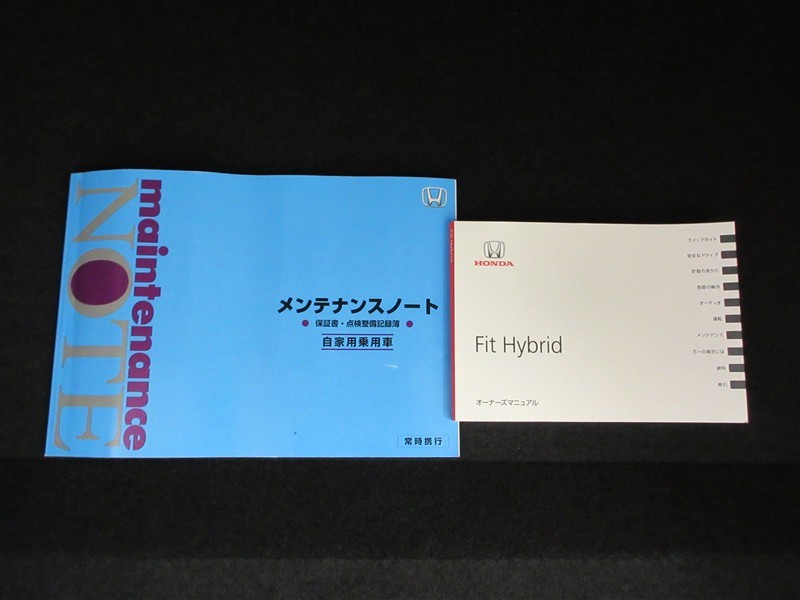 maintenance
NOTE
メンテナンスノート
● 保証書・点検整備記録簿 ●
自家用乗用車
常時携行
Fit Hybrid
HONDA
Fit Hybrid
オーナーズマニュアル
クイックガイド
安全なドライブ
計器の見かた
各部の操作
オーディオ
運転
メンテナンス
万一の場合には
資料
索引